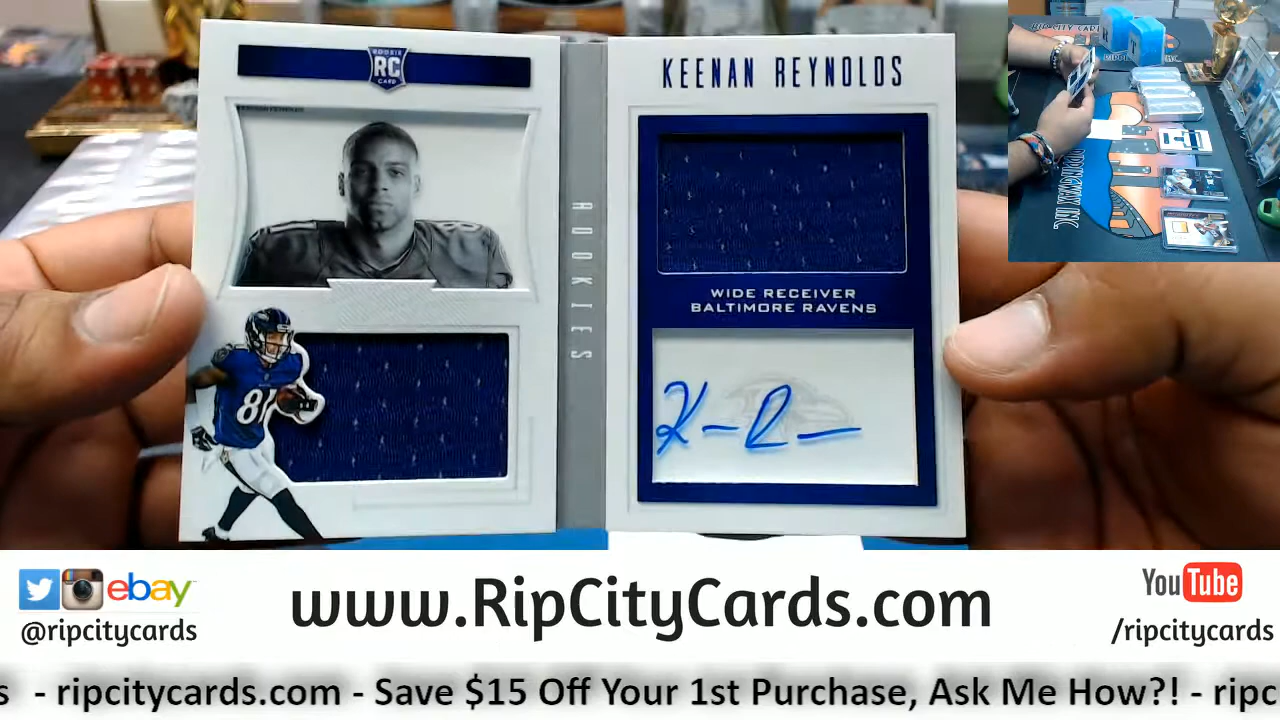 ROOKIE
RC
CARD
KEENAN REYNOLDS
ROOKIES
WIDE RECEIVER
BALTIMORE RAVENS
81
K R
ebay
@ripcitycards
www.RipCityCards.com
YouTube
/ripcitycards
s - ripcitycards.com - Save $15 Off Your 1st Purchase, Ask Me How?! - ripc